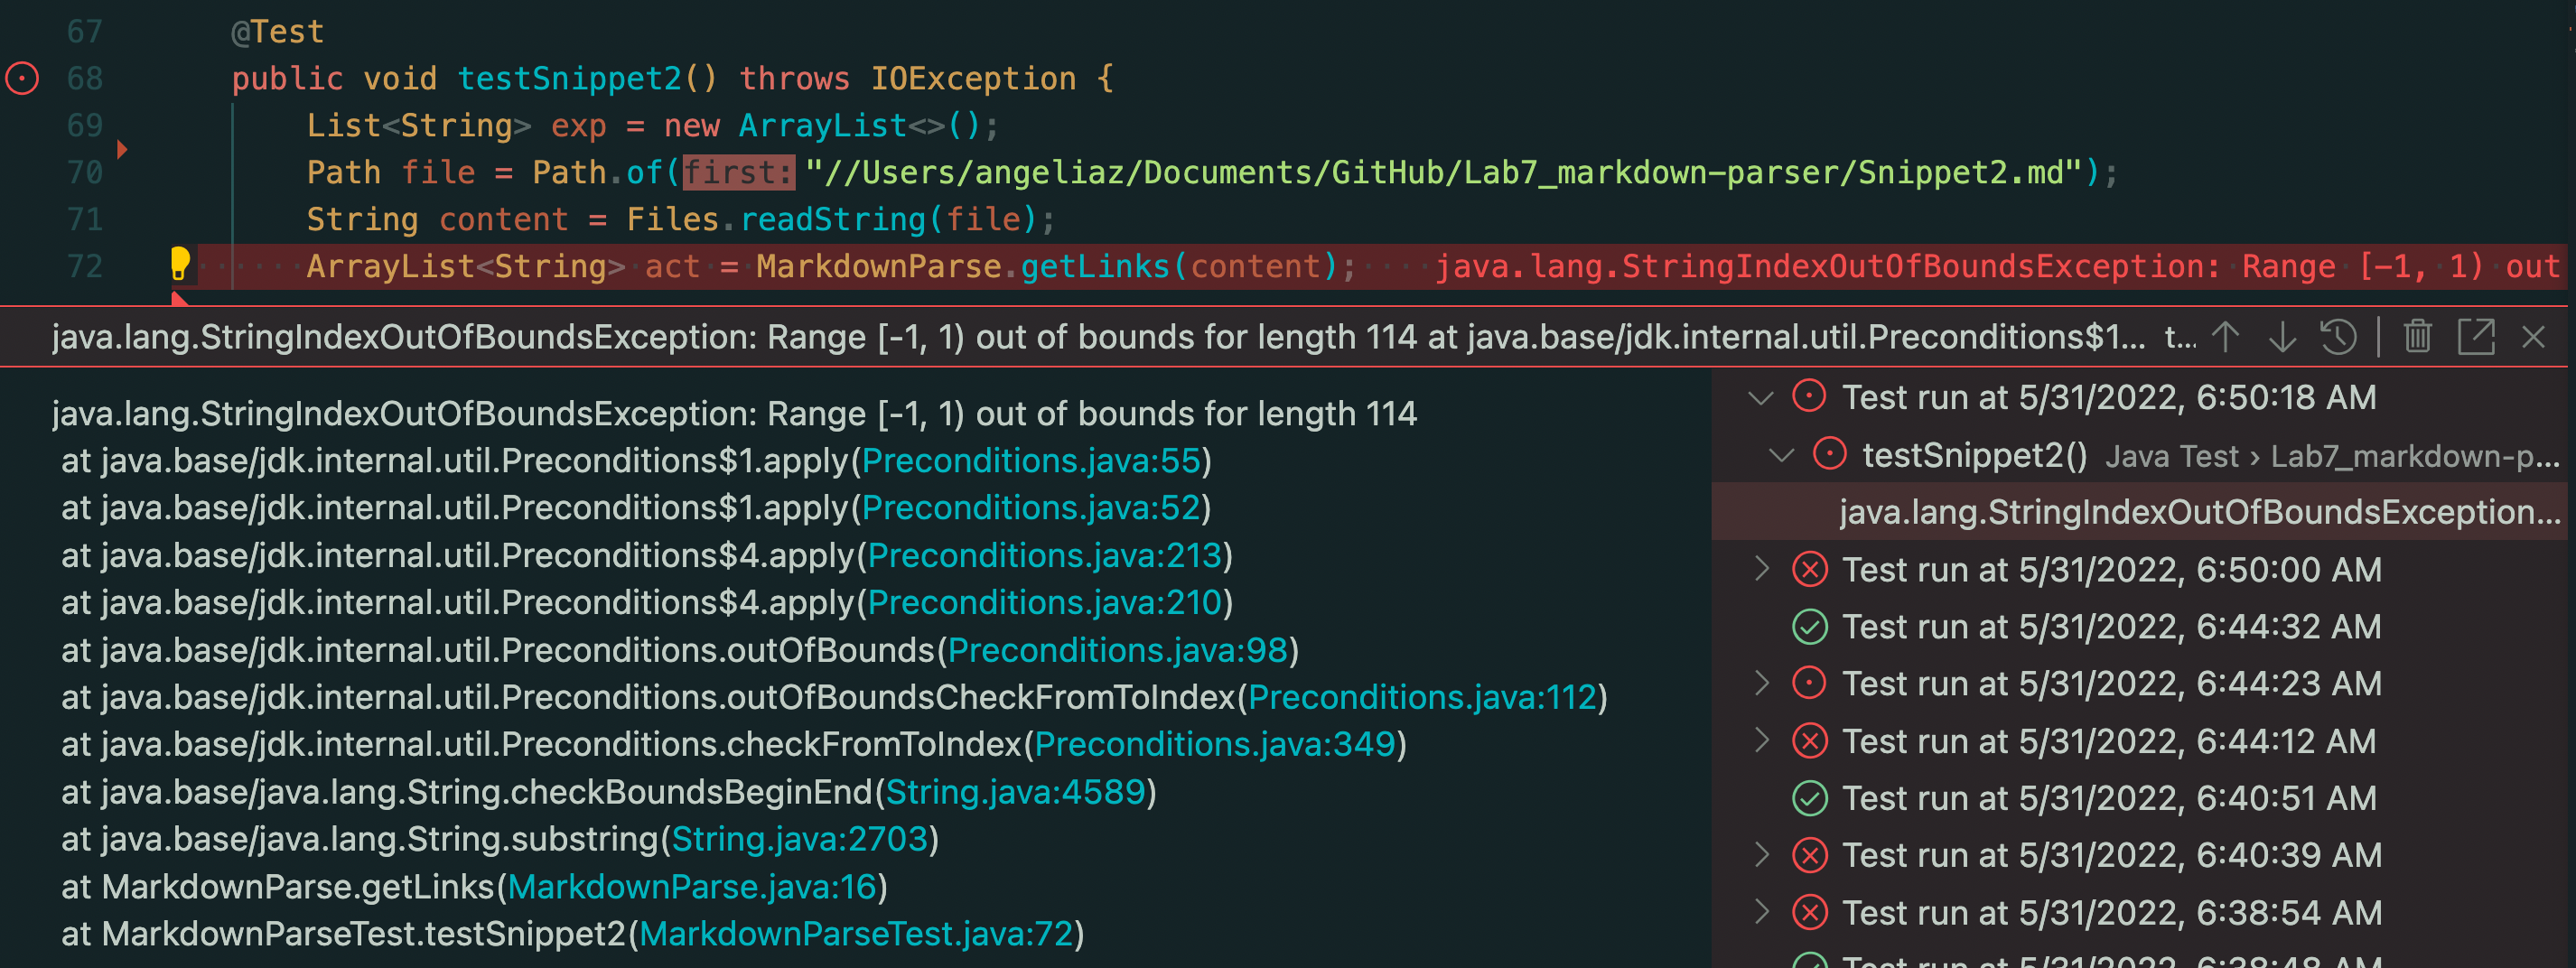 67 @Test
68 public void testSnippet2() throws IOException {
69 List<String> exp = new ArrayList<>();
70 Path file = Path.of(first: "//Users/angeliaz/Documents/GitHub/Lab7_markdown-parser/Snippet2.md");
71 String content = Files.readString(file);
72 ArrayList<String> act = MarkdownParse.getLinks(content); java.lang.StringIndexOutOfBoundsException: Range [-1, 1) out
java.lang.StringIndexOutOfBoundsException: Range [-1, 1) out of bounds for length 114 at java.base/jdk.internal.util.Preconditions$1... t...
java.lang.StringIndexOutOfBoundsException: Range [-1, 1) out of bounds for length 114
at java.base/jdk.internal.util.Preconditions$1.apply(Preconditions.java:55)
at java.base/jdk.internal.util.Preconditions$1.apply(Preconditions.java:52)
at java.base/jdk.internal.util.Preconditions$4.apply(Preconditions.java:213)
at java.base/jdk.internal.util.Preconditions$4.apply(Preconditions.java:210)
at java.base/jdk.internal.util.Preconditions.outOfBounds(Preconditions.java:98)
at java.base/jdk.internal.util.Preconditions.outOfBoundsCheckFromToIndex(Preconditions.java:112)
at java.base/jdk.internal.util.Preconditions.checkFromToIndex(Preconditions.java:349)
at java.base/java.lang.String.checkBoundsBeginEnd(String.java:4589)
at java.base/java.lang.String.substring(String.java:2703)
at MarkdownParse.getLinks(MarkdownParse.java:16)
at MarkdownParseTest.testSnippet2(MarkdownParseTest.java:72)
Test run at 5/31/2022, 6:50:18 AM
testSnippet2() Java Test > Lab7_markdown-p...
java.lang.StringIndexOutOfBoundsException...
Test run at 5/31/2022, 6:50:00 AM
Test run at 5/31/2022, 6:44:32 AM
Test run at 5/31/2022, 6:44:23 AM
Test run at 5/31/2022, 6:44:12 AM
Test run at 5/31/2022, 6:40:51 AM
Test run at 5/31/2022, 6:40:39 AM
Test run at 5/31/2022, 6:38:54 AM
Test run at 5/31/2022, 6:38:48 AM